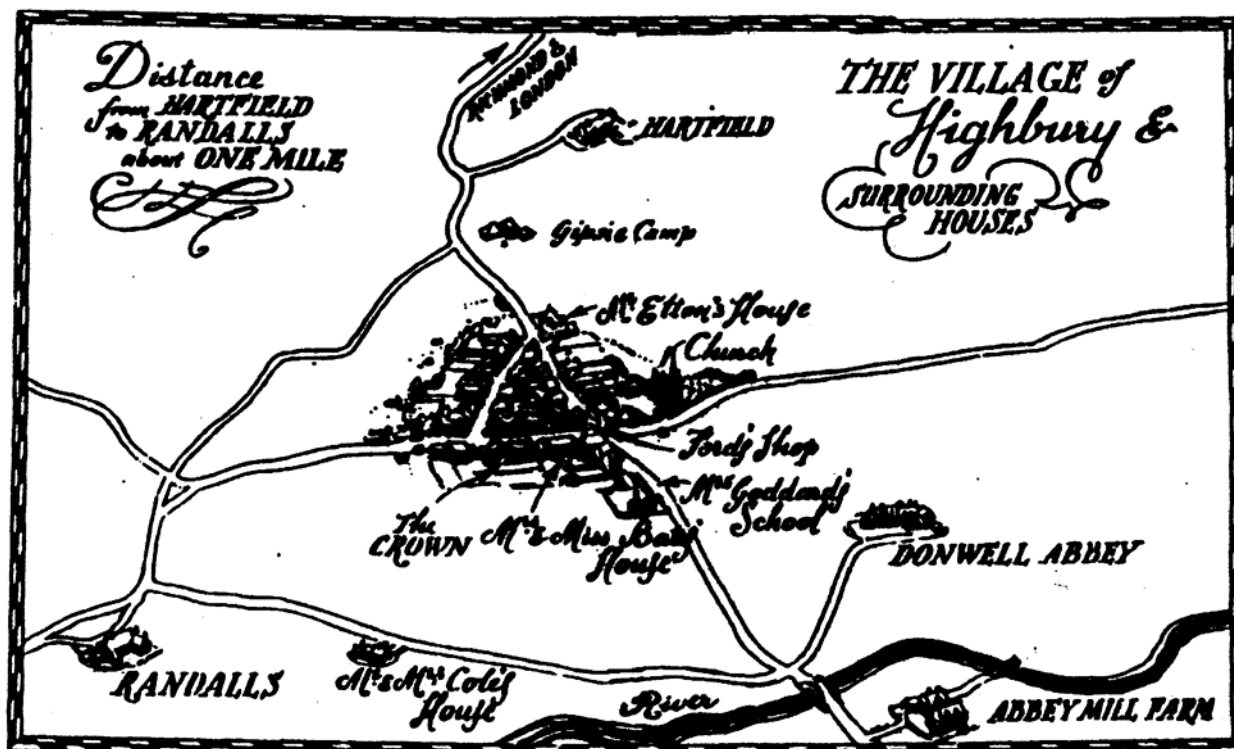 Distance
from HARTFIELD
to RANDALLS
about ONE MILE
THE VILLAGE of
Highbury &
SURROUNDING
HOUSES
RICHMOND &
LONDON
HARTFIELD
Gipsie Camp
Mr. Elton's House
Church
Ford's Shop
Mrs Goddard's
School
The
CROWN
Mrs & Miss Bates'
House
DONWELL ABBEY
RANDALLS
Mr & Mrs Cole's
House
River
ABBEY MILL FARM